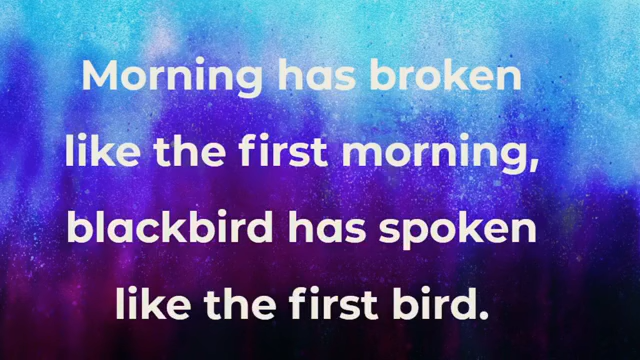 Morning has broken
like the first morning,
blackbird has spoken
like the first bird.